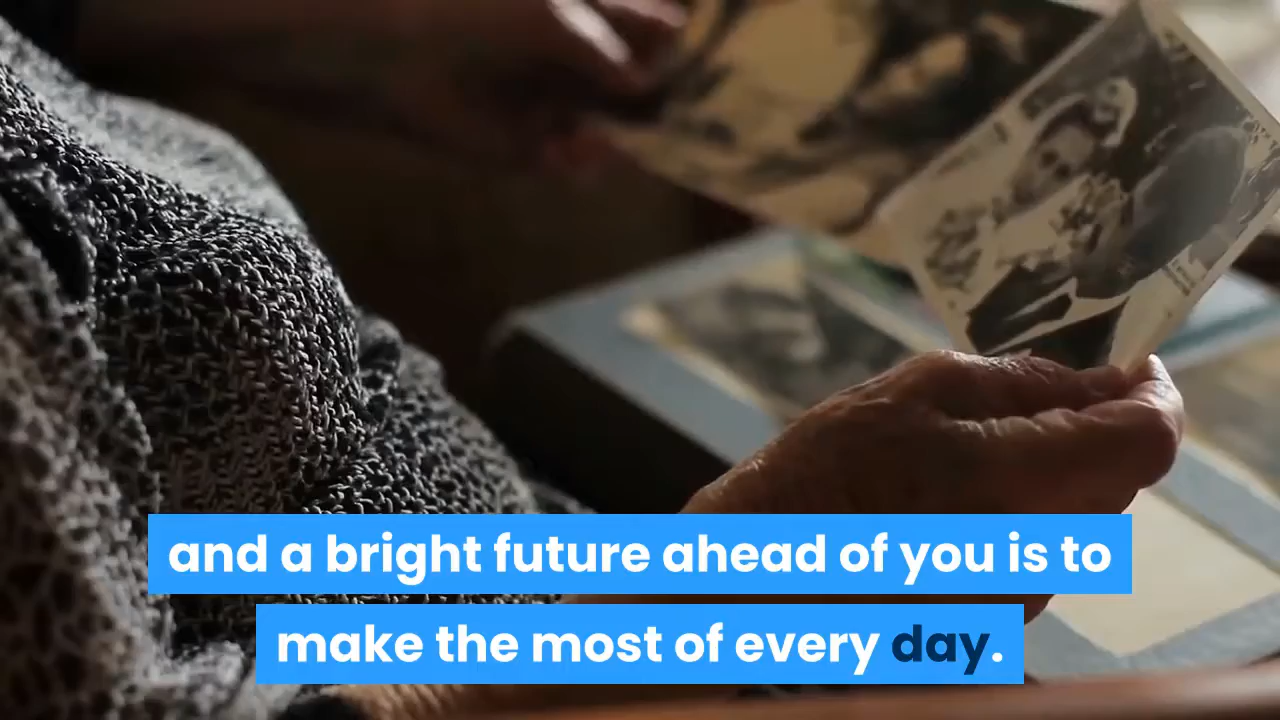 and a bright future ahead of you is to
make the most of every day.